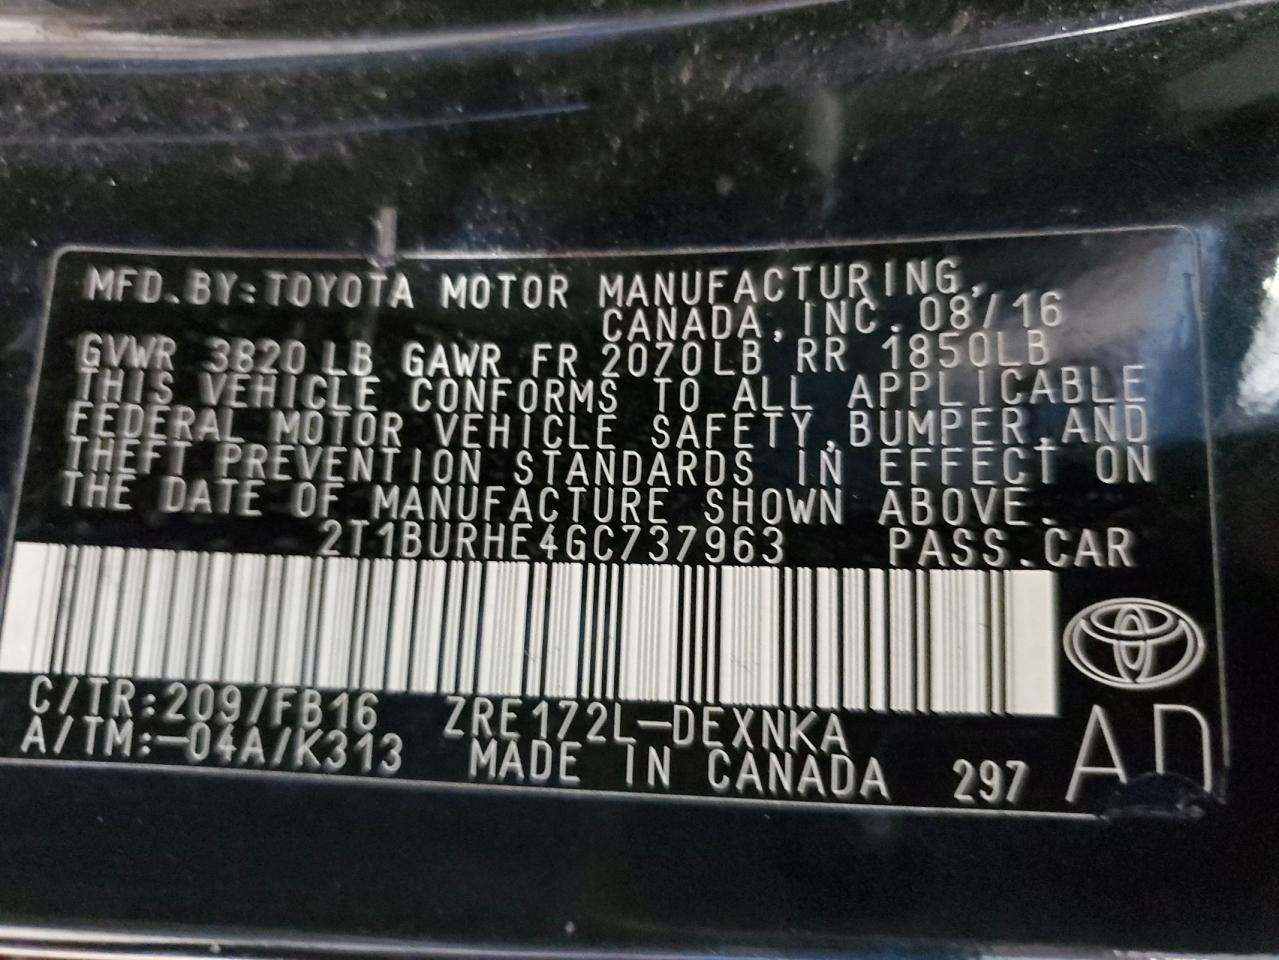 MFD.BY:TOYOTA MOTOR MANUFACTURING,
CANADA,INC. 08/16
GVWR 3820 LB GAWR FR 2070LB RR 1850LB
THIS VEHICLE CONFORMS TO ALL APPLICABLE
FEDERAL MOTOR VEHICLE SAFETY,BUMPER,AND
THEFT PREVENTION STANDARDS IN EFFECT ON
THE DATE OF MANUFACTURE SHOWN ABOVE.
2T1BURHE4GC737963 PASS.CAR
C/TR:209/FB16 ZRE172L-DEXNKA
A/TM:-04A/K313 MADE IN CANADA 297 AD